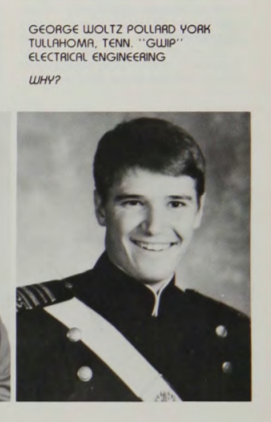 GEORGE WOLTZ POLLARD YORK
TULLAHOMA, TENN. "GWIP"
ELECTRICAL ENGINEERING
WHY?